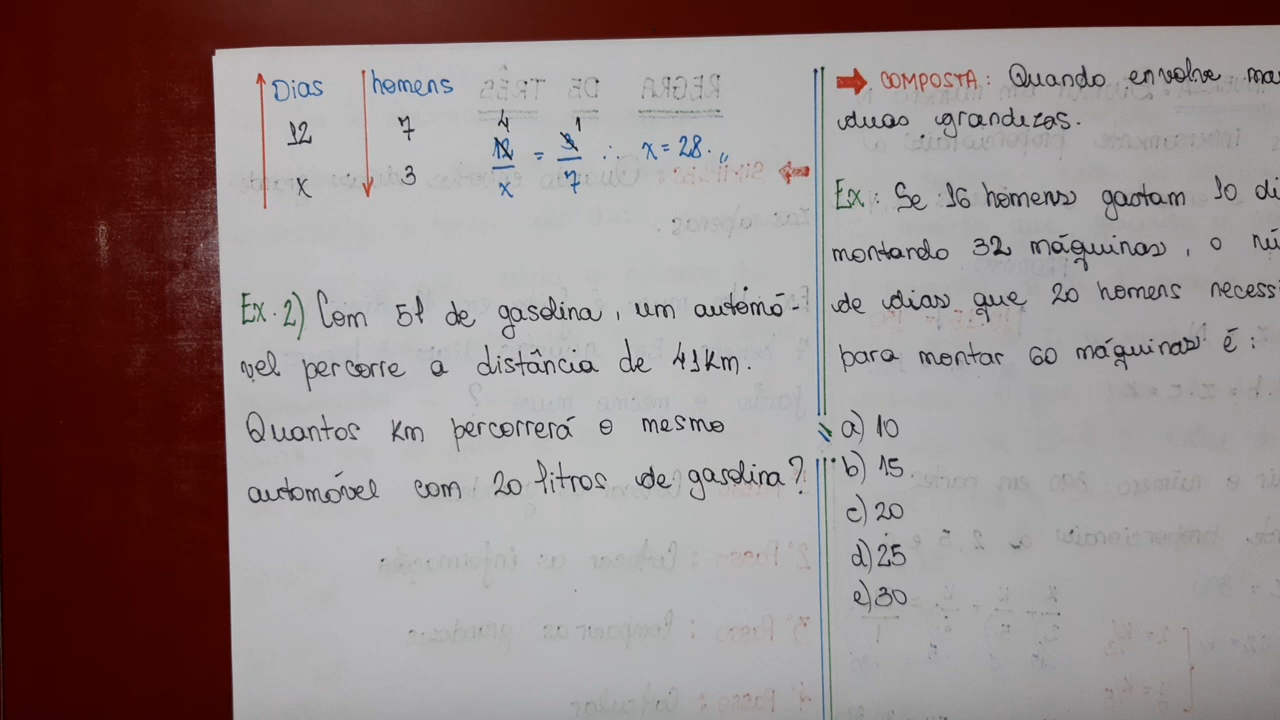 Dias homens
12 7
x 3
4 1
12/x = 3/7 ∴ x = 28.,,
Ex. 2) Com 5l de gasolina, um automó-
vel percorre a distância de 41km.
Quantos km percorrerá o mesmo
automóvel com 20 litros de gasolina?
COMPOSTA: Quando envolve
duas grandezas.
Ex: Se 16 homens gastam 10
montando 32 máquinas, o
de dias que 20 homens
para montar 60 máquinas é:
a) 10
b) 15
c) 20
d) 25
e) 30